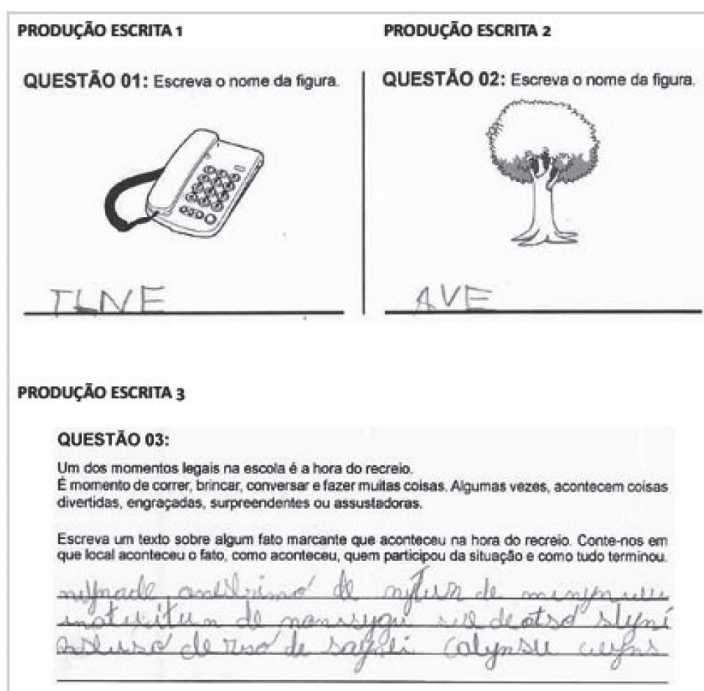 PRODUÇÃO ESCRITA 1
PRODUÇÃO ESCRITA 2
QUESTÃO 01: Escreva o nome da figura.
QUESTÃO 02: Escreva o nome da figura.
TLNE
AVE
PRODUÇÃO ESCRITA 3
QUESTÃO 03:
Um dos momentos legais na escola é a hora do recreio.
É momento de correr, brincar, conversar e fazer muitas coisas. Algumas vezes, acontecem coisas
divertidas, engraçadas, surpreendentes ou assustadoras.
Escreva um texto sobre algum fato marcante que aconteceu na hora do recreio. Conte-nos em
que local aconteceu o fato, como aconteceu, quem participou da situação e como tudo terminou.
de de
de
de